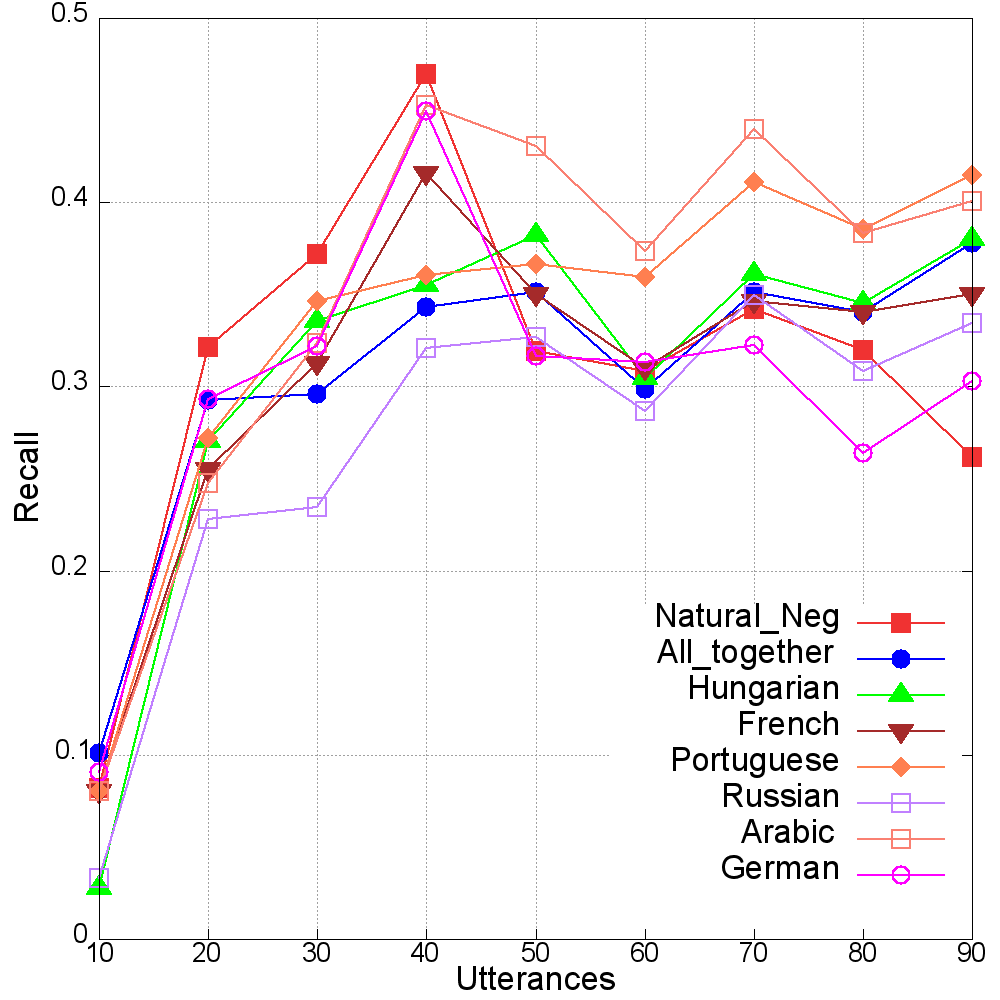 0.5
0.4
0.3
0.2
0.1
0
Recall
10 20 30 40 50 60 70 80 90
Utterances
Natural_Neg
All_together
Hungarian
French
Portuguese
Russian
Arabic
German